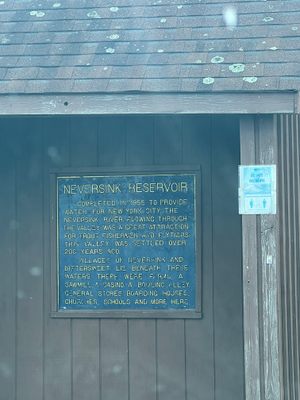 NEVERSINK RESERVOIR
COMPLETED IN 1955 TO PROVIDE
WATER FOR NEW YORK CITY. THE
NEVERSINK RIVER FLOWING THROUGH
THE VALLEY WAS A GREAT ATTRACTION
FOR TROUT FISHERMEN AND FLYRODS
THIS VALLEY WAS SETTLED OVER
200 YEARS AGO.
VILLAGES OF NEVERSINK AND
BITTERSWEET LIE BENEATH THESE
WATERS. THERE WERE FARMS, A
SAWMILL, A CASINO, A BOWLING ALLEY,
GENERAL STORES, BOARDING HOUSES,
CHURCHES, SCHOOLS AND MORE HERE.